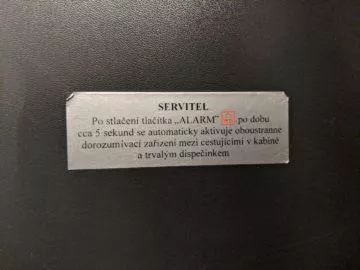 SERVITEL
Po stlačení tlačítka „ALARM" po dobu
cca 5 sekund se automaticky aktivuje oboustranné
dorozumívací zařízení mezi cestujícími v kabině
a trvalým dispečinkem